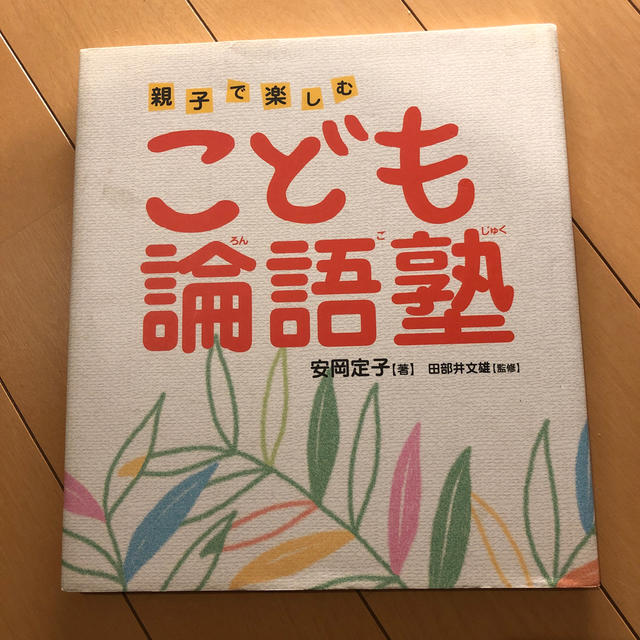 親子で楽しむ
こども
ろん ご じゅく
論語塾
安岡定子【著】 田部井文雄【監修】